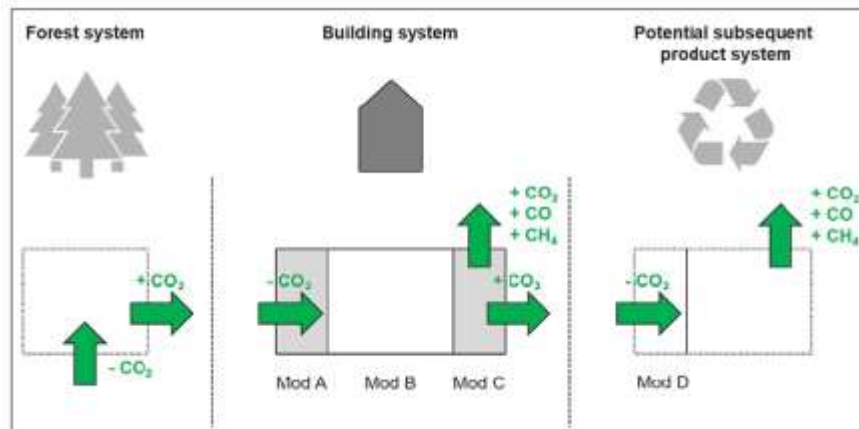 Forest system
Building system
Potential subsequent
product system
+ CO₂
- CO₂
- CO₂
+ CO₂
+ CO
+ CH₄
+ CO₂
Mod A
Mod B
Mod C
- CO₂
+ CO₂
+ CO
+ CH₄
Mod D